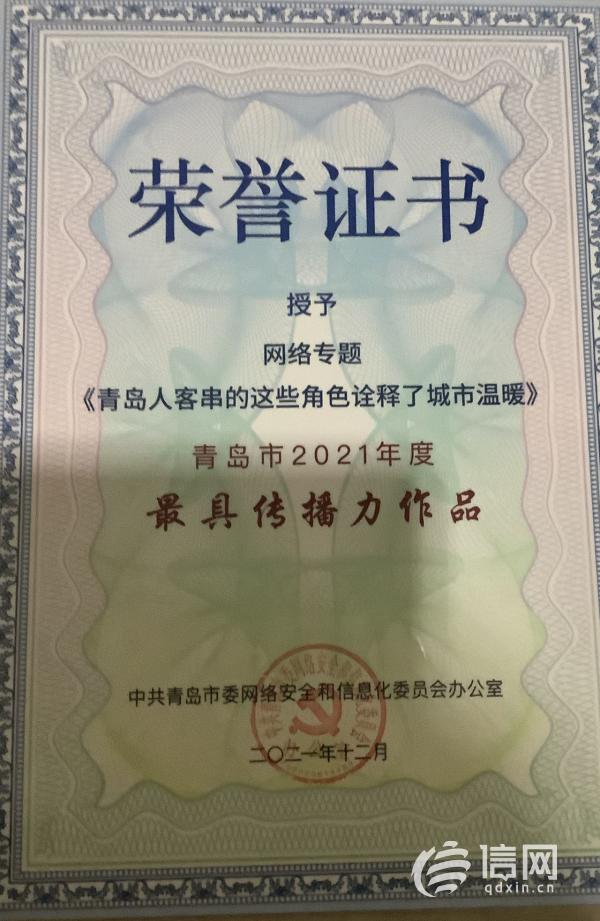 荣誉证书
授予
网络专题
《青岛人客串的这些角色诠释了城市温暖》
青岛市2021年度
最具传播力作品
中共青岛市委网络安全和信息化委员会办公室
二〇二一年十二月
信网
qdxin.cn